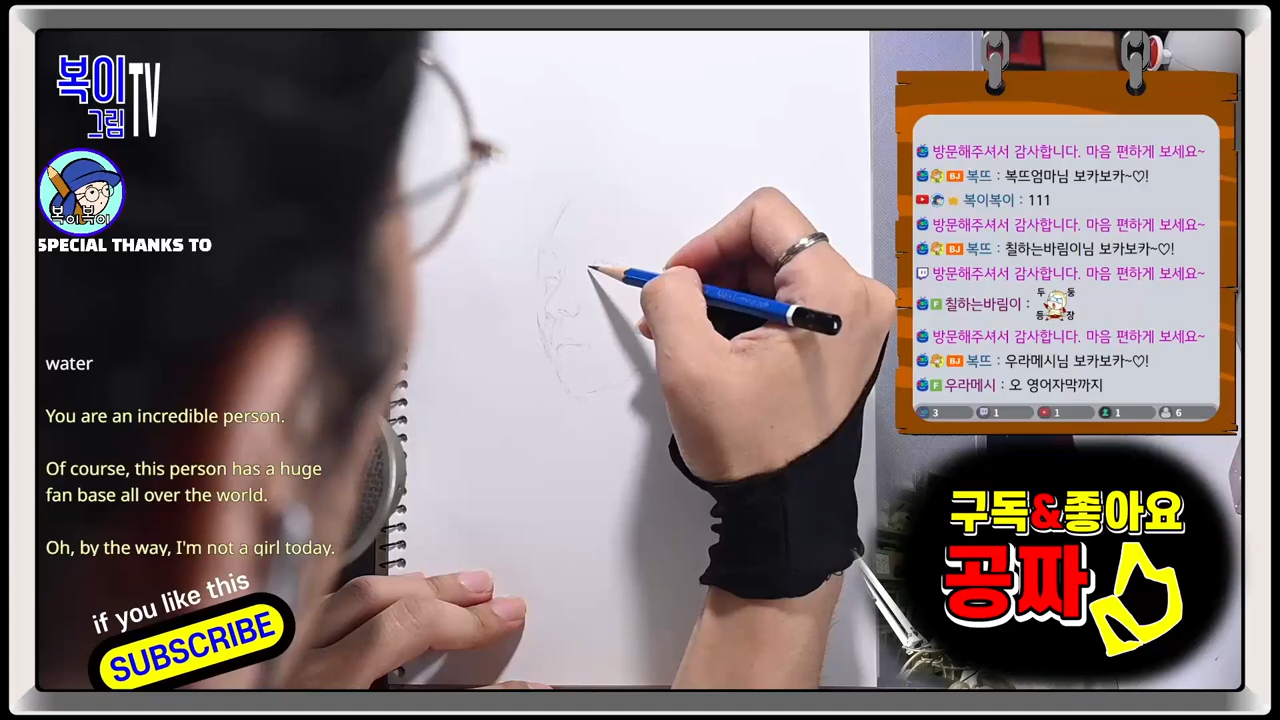 복이TV
그림
복이복이
SPECIAL THANKS TO
water
You are an incredible person.
Of course, this person has a huge
fan base all over the world.
Oh, by the way, I'm not a girl today.
if you like this
SUBSCRIBE
방문해주셔서 감사합니다. 마음 편하게 보세요~
BJ 복뜨 : 복뜨엄마님 보카보카~♡!
복이복이 : 111
방문해주셔서 감사합니다. 마음 편하게 보세요~
BJ 복뜨 : 칠하는바림이님 보카보카~♡!
방문해주셔서 감사합니다. 마음 편하게 보세요~
F 칠하는바림이 : 두둥등장
방문해주셔서 감사합니다. 마음 편하게 보세요~
BJ 복뜨 : 우라메시님 보카보카~♡!
F 우라메시 : 오 영어자막까지
3 1 1 1 6
구독&좋아요
공짜